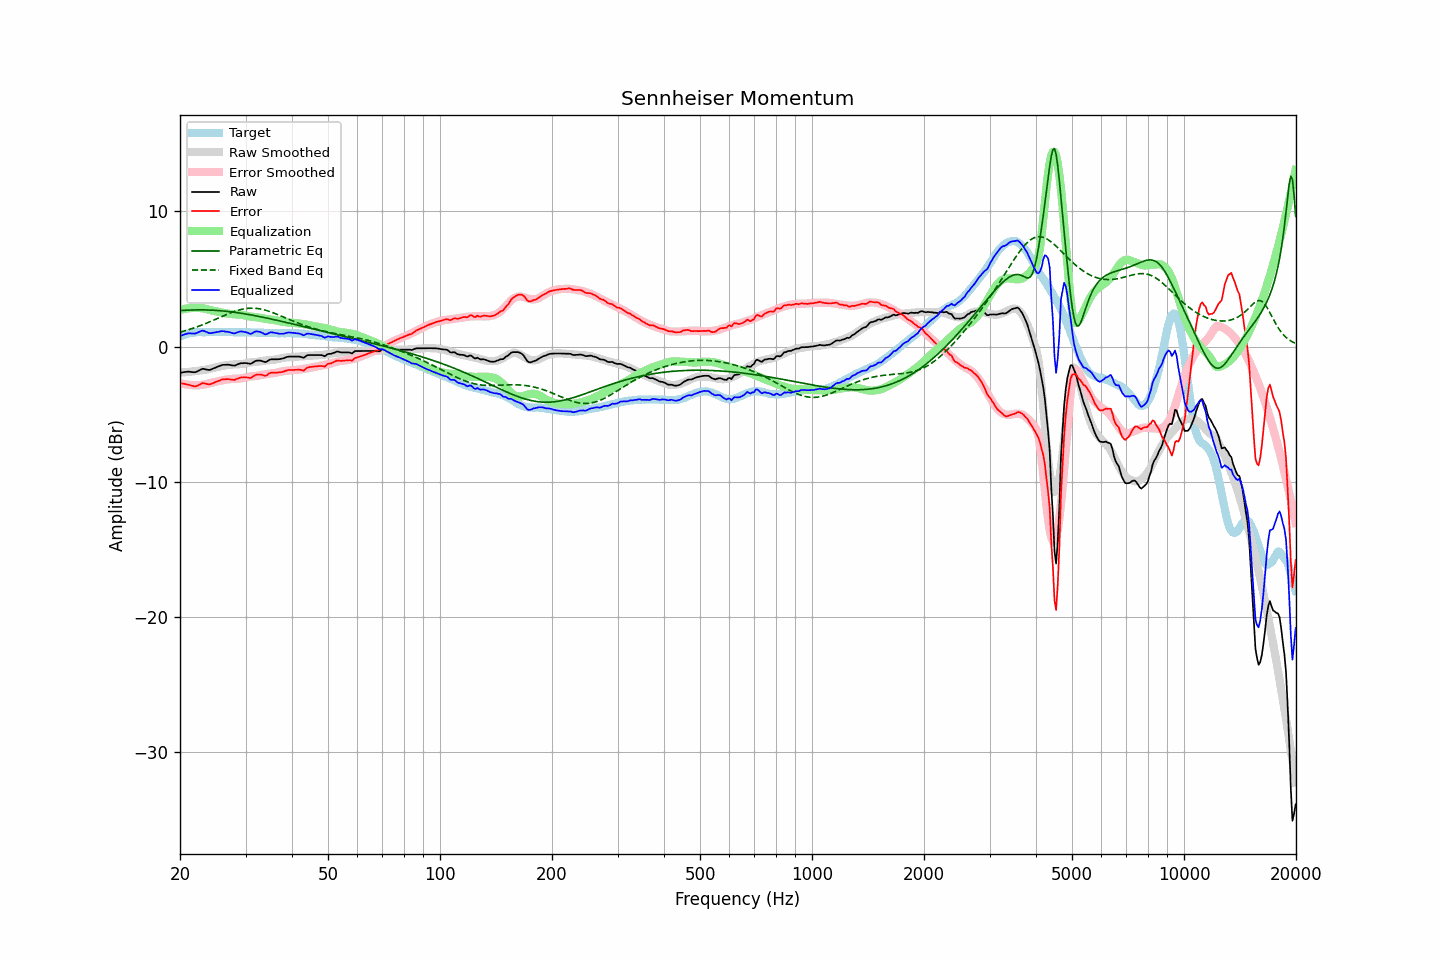 Sennheiser Momentum
Target
Raw Smoothed
Error Smoothed
Raw
Error
Equalization
Parametric Eq
Fixed Band Eq
Equalized
10
0
−10
−20
−30
Amplitude (dBr)
20
50
100
200
500
1000
2000
5000
10000
20000
Frequency (Hz)